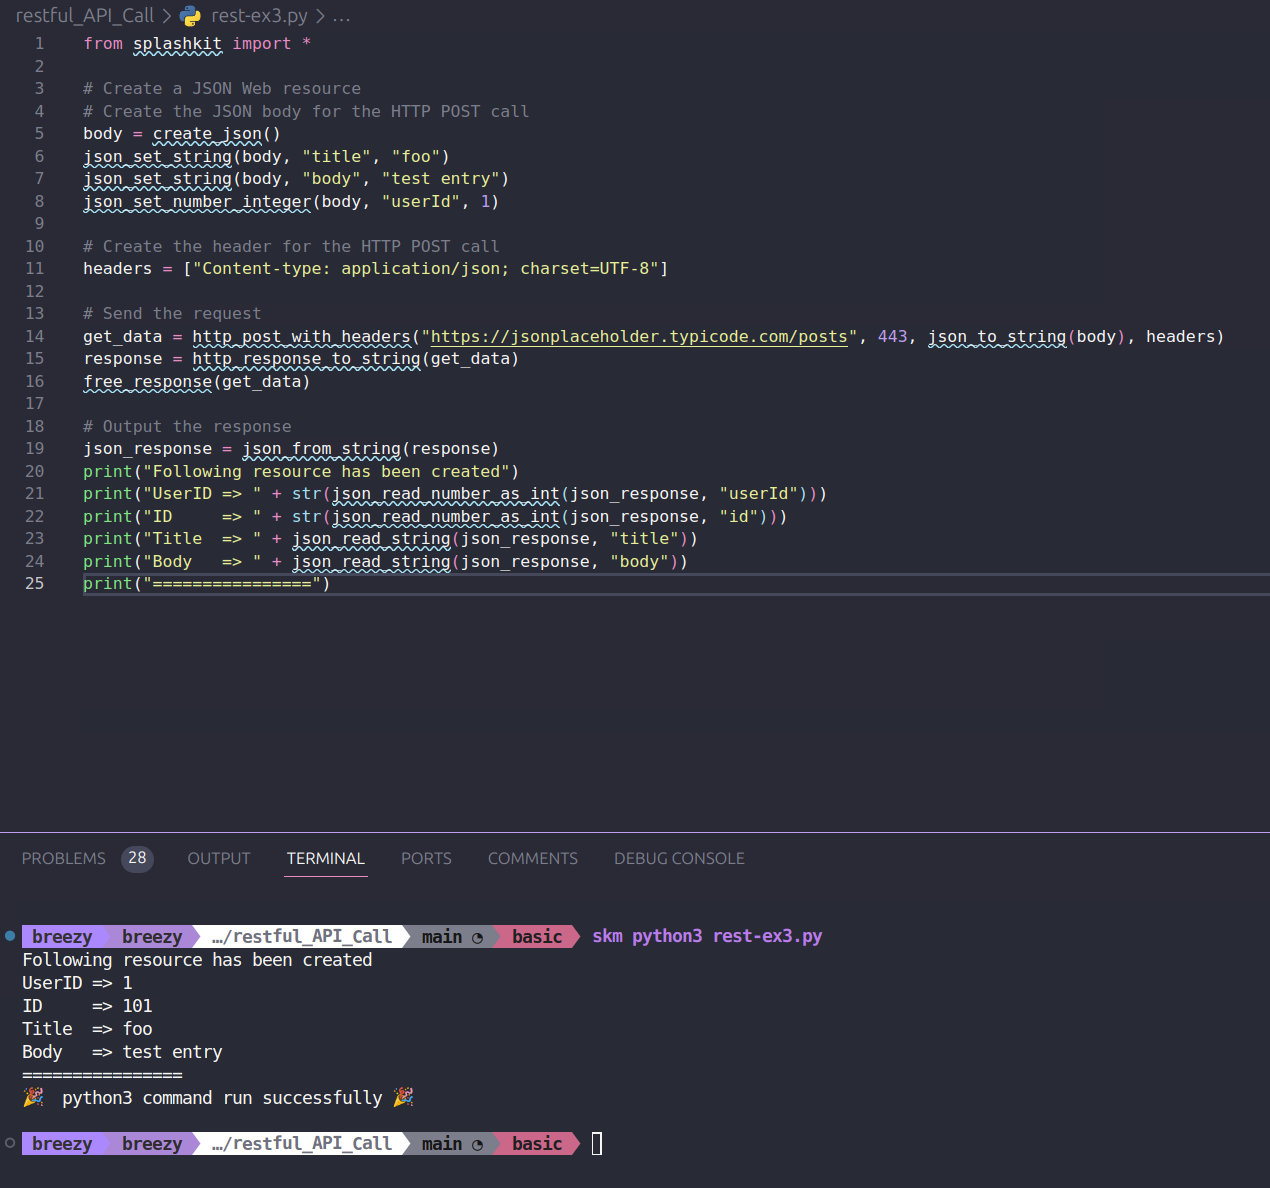 restful_API_Call > rest-ex3.py > ...
1 from splashkit import *
2
3 # Create a JSON Web resource
4 # Create the JSON body for the HTTP POST call
5 body = create_json()
6 json_set_string(body, "title", "foo")
7 json_set_string(body, "body", "test entry")
8 json_set_number_integer(body, "userId", 1)
9
10 # Create the header for the HTTP POST call
11 headers = ["Content-type: application/json; charset=UTF-8"]
12
13 # Send the request
14 get_data = http_post_with_headers("https://jsonplaceholder.typicode.com/posts", 443, json_to_string(body), headers)
15 response = http_response_to_string(get_data)
16 free_response(get_data)
17
18 # Output the response
19 json_response = json_from_string(response)
20 print("Following resource has been created")
21 print("UserID => " + str(json_read_number_as_int(json_response, "userId")))
22 print("ID     => " + str(json_read_number_as_int(json_response, "id")))
23 print("Title  => " + json_read_string(json_response, "title"))
24 print("Body   => " + json_read_string(json_response, "body"))
25 print("================")
PROBLEMS 28 OUTPUT TERMINAL PORTS COMMENTS DEBUG CONSOLE
breezy breezy …/restful_API_Call main basic skm python3 rest-ex3.py
Following resource has been created
UserID => 1
ID     => 101
Title  => foo
Body   => test entry
================
🎉  python3 command run successfully 🎉
breezy breezy …/restful_API_Call main basic